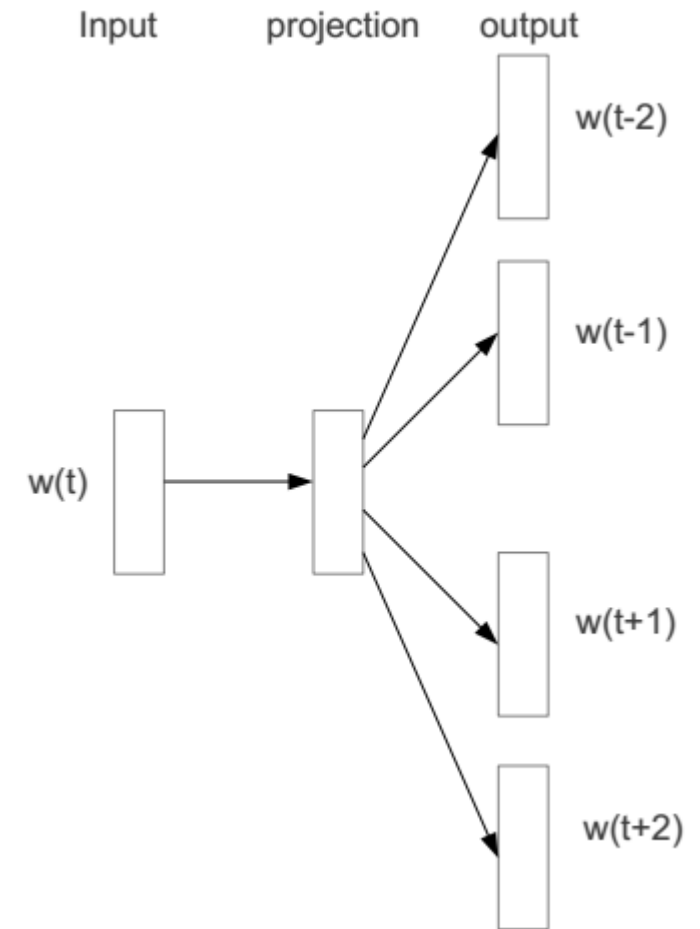 Input projection output
w(t-2)
w(t-1)
w(t)
w(t+1)
w(t+2)